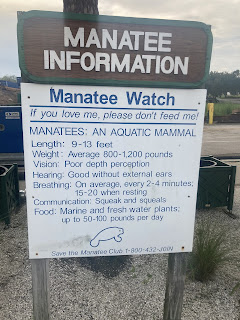 MANATEE
INFORMATION
Manatee Watch
if you love me, please don't feed me!
MANATEES: AN AQUATIC MAMMAL
Length: 9-13 feet
Weight: Average 800-1,200 pounds
Vision: Poor depth perception
Hearing: Good without external ears
Breathing: On average, every 2-4 minutes;
15-20 when resting
Communication: Squeak and squeals
Food: Marine and fresh water plants;
up to 50-100 pounds per day
Save the Manatee Club 1-800-432-JOIN